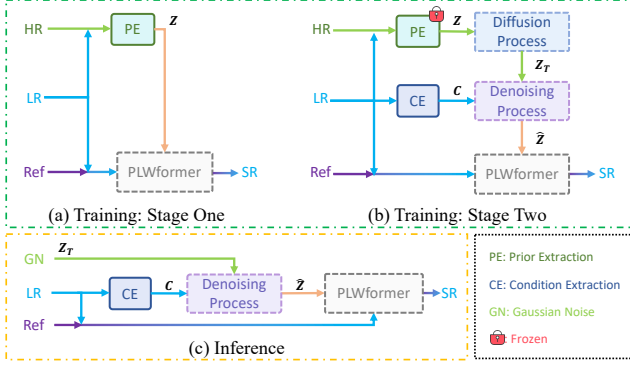 HR
PE
Z
LR
Ref
PLWformer
SR
(a) Training: Stage One
HR
PE
Z
Diffusion
Process
Z_T
LR
CE
C
Denoising
Process
Ẑ
Ref
PLWformer
SR
(b) Training: Stage Two
Z_T
GN
LR
CE
C
Denoising
Process
Ẑ
PLWformer
SR
Ref
(c) Inference
PE: Prior Extraction
CE: Condition Extraction
GN: Gaussian Noise
: Frozen